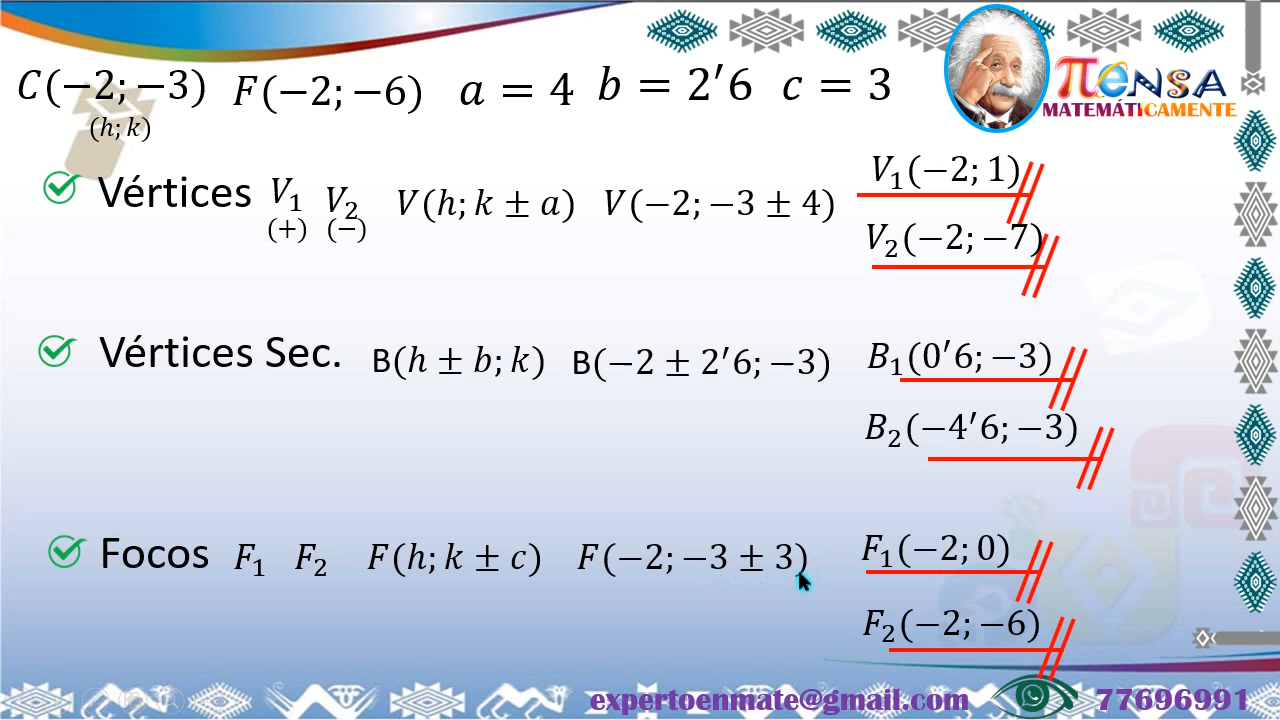 C(−2; −3) F(−2; −6) a = 4 b = 2′6 c = 3
(h; k)
πENSA
MATEMÁTICAMENTE
Vértices V₁ V₂ V(h; k ± a) V(−2; −3 ± 4) V₁(−2; 1)
(+) (−)
V₂(−2; −7)
Vértices Sec. B(h ± b; k) B(−2 ± 2′6; −3) B₁(0′6; −3)
B₂(−4′6; −3)
Focos F₁ F₂ F(h; k ± c) F(−2; −3 ± 3) F₁(−2; 0)
F₂(−2; −6)
expertoenmate@gmail.com 77696991